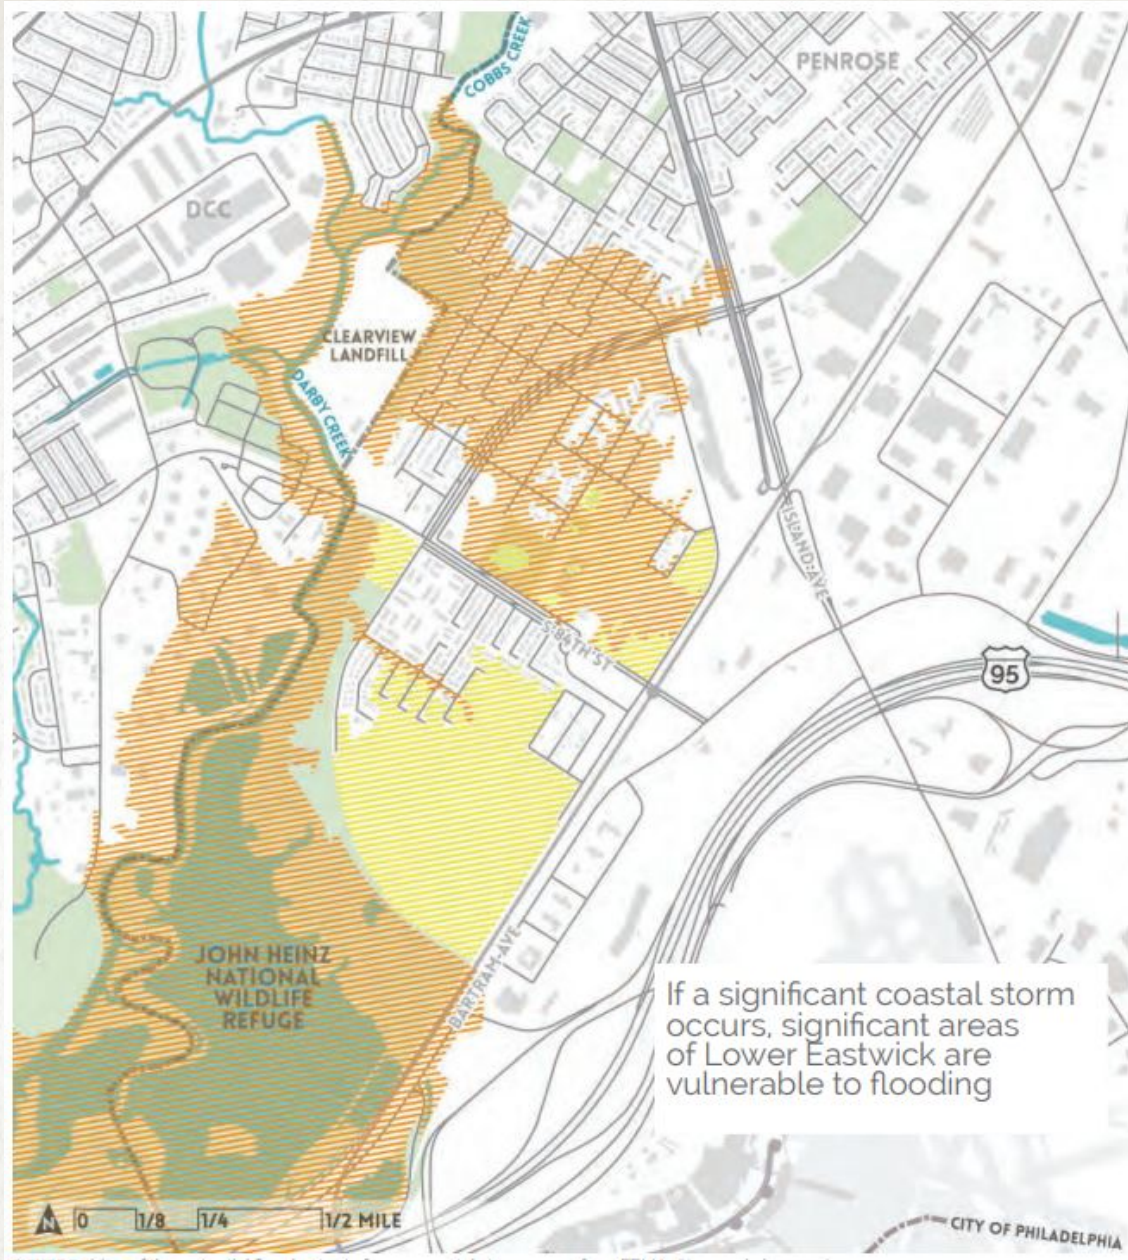 COBBS CREEK
PENROSE
DCC
CLEARVIEW
LANDFILL
DARBY CREEK
ISLAND AVE
S 84TH ST
95
JOHN HEINZ
NATIONAL
WILDLIFE
REFUGE
BARTRAM AVE
If a significant coastal storm
occurs, significant areas
of Lower Eastwick are
vulnerable to flooding
N 0 1/8 1/4 1/2 MILE
CITY OF PHILADELPHIA